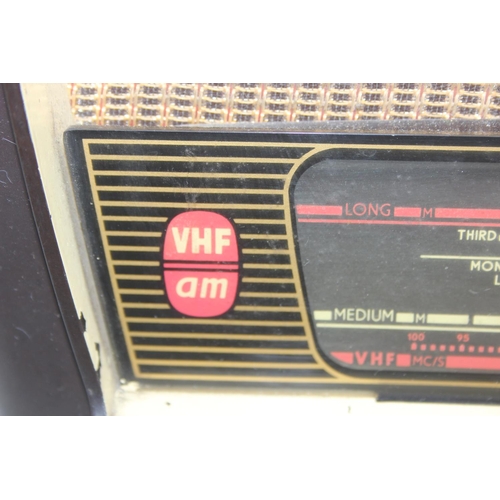 VHF
am
LONG M
THIRD
MON
L
MEDIUM M
100 95
VHF MC/S